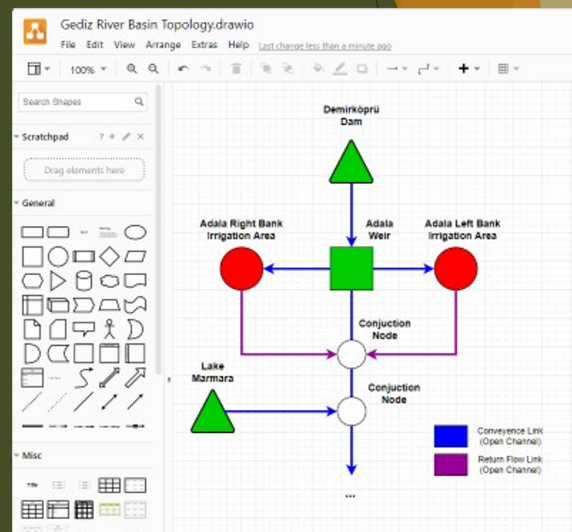 Gediz River Basin Topology.drawio
File Edit View Arrange Extras Help Last change less than a minute ago
100%
Search Shapes
Scratchpad
Drag elements here
General
Misc
Title
Demirköprü
Dam
Adala Right Bank
Irrigation Area
Adala
Weir
Adala Left Bank
Irrigation Area
Conjuction
Node
Lake
Marmara
Conjuction
Node
Conveyence Link
(Open Channel)
Return Flow Link
(Open Channel)
...